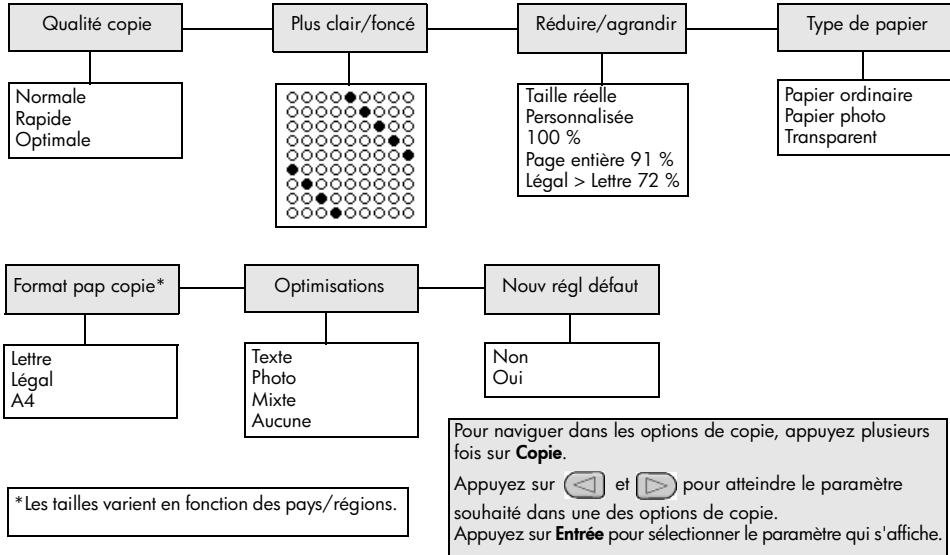 Qualité copie
Plus clair/foncé
Réduire/agrandir
Type de papier
Normale
Rapide
Optimale
Taille réelle
Personnalisée
100 %
Page entière 91 %
Légal > Lettre 72 %
Papier ordinaire
Papier photo
Transparent
Format pap copie*
Optimisations
Nouv régl défaut
Lettre
Légal
A4
Texte
Photo
Mixte
Aucune
Non
Oui
*Les tailles varient en fonction des pays/régions.
Pour naviguer dans les options de copie, appuyez plusieurs
fois sur Copie.
Appuyez sur et pour atteindre le paramètre
souhaité dans une des options de copie.
Appuyez sur Entrée pour sélectionner le paramètre qui s'affiche.